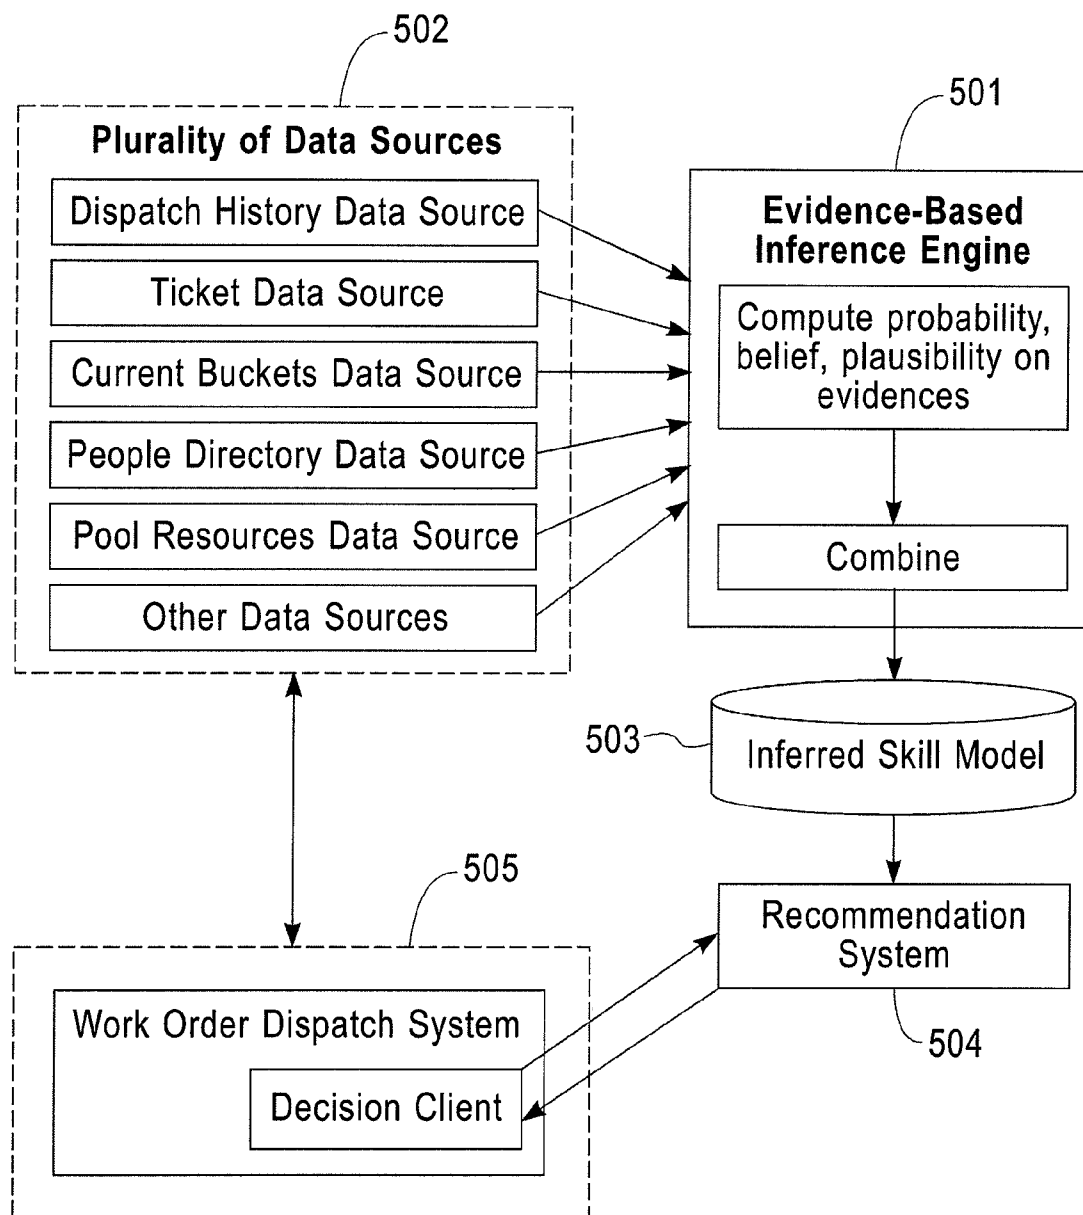 502
Plurality of Data Sources
Dispatch History Data Source
Ticket Data Source
Current Buckets Data Source
People Directory Data Source
Pool Resources Data Source
Other Data Sources
501
Evidence-Based
Inference Engine
Compute probability,
belief, plausibility on
evidences
Combine
503
Inferred Skill Model
Recommendation
System
504
505
Work Order Dispatch System
Decision Client